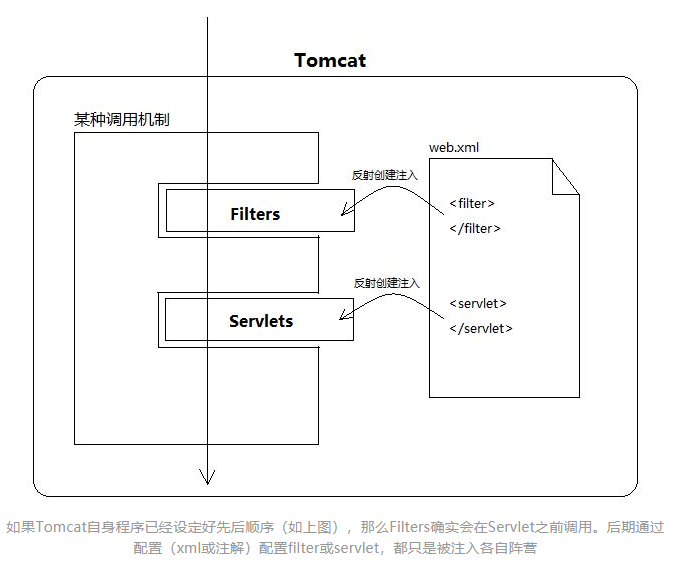 Tomcat
某种调用机制
web.xml
反射创建注入
<filter>
Filters
</filter>
反射创建注入
<servlet>
Servlets
</servlet>
如果Tomcat自身程序已经设定好先后顺序（如上图），那么Filters确实会在Servlet之前调用。后期通过
配置（xml或注解）配置filter或servlet，都只是被注入各自阵营